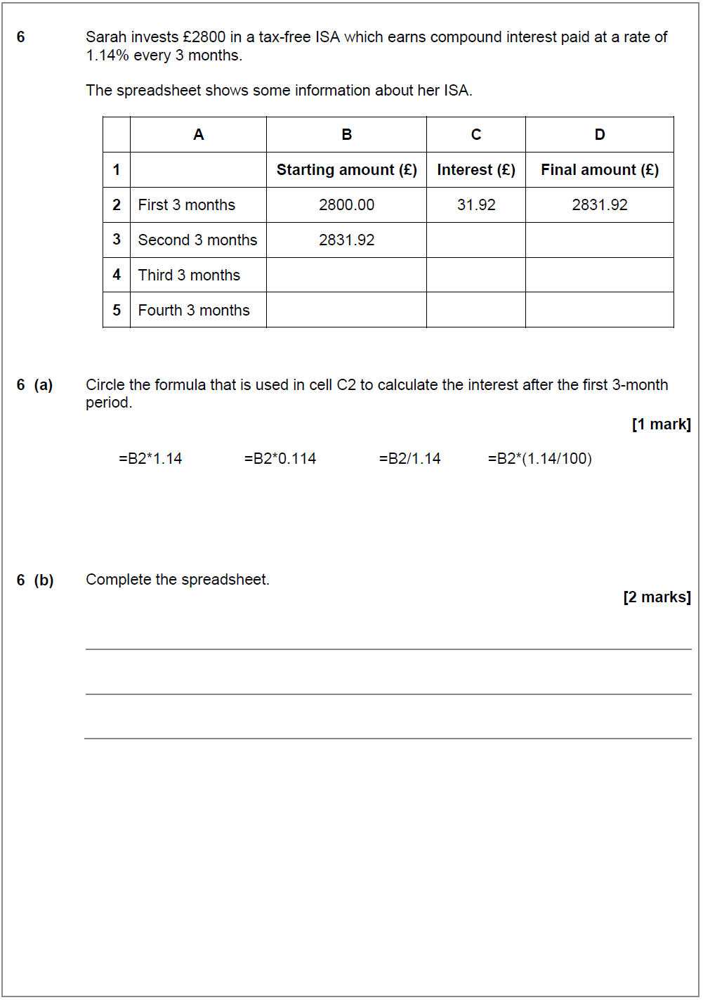 6 Sarah invests £2800 in a tax-free ISA which earns compound interest paid at a rate of
1.14% every 3 months.
The spreadsheet shows some information about her ISA.
A B C D
1 Starting amount (£) Interest (£) Final amount (£)
2 First 3 months 2800.00 31.92 2831.92
3 Second 3 months 2831.92
4 Third 3 months
5 Fourth 3 months
6 (a) Circle the formula that is used in cell C2 to calculate the interest after the first 3-month
period.
[1 mark]
=B2*1.14 =B2*0.114 =B2/1.14 =B2*(1.14/100)
6 (b) Complete the spreadsheet.
[2 marks]